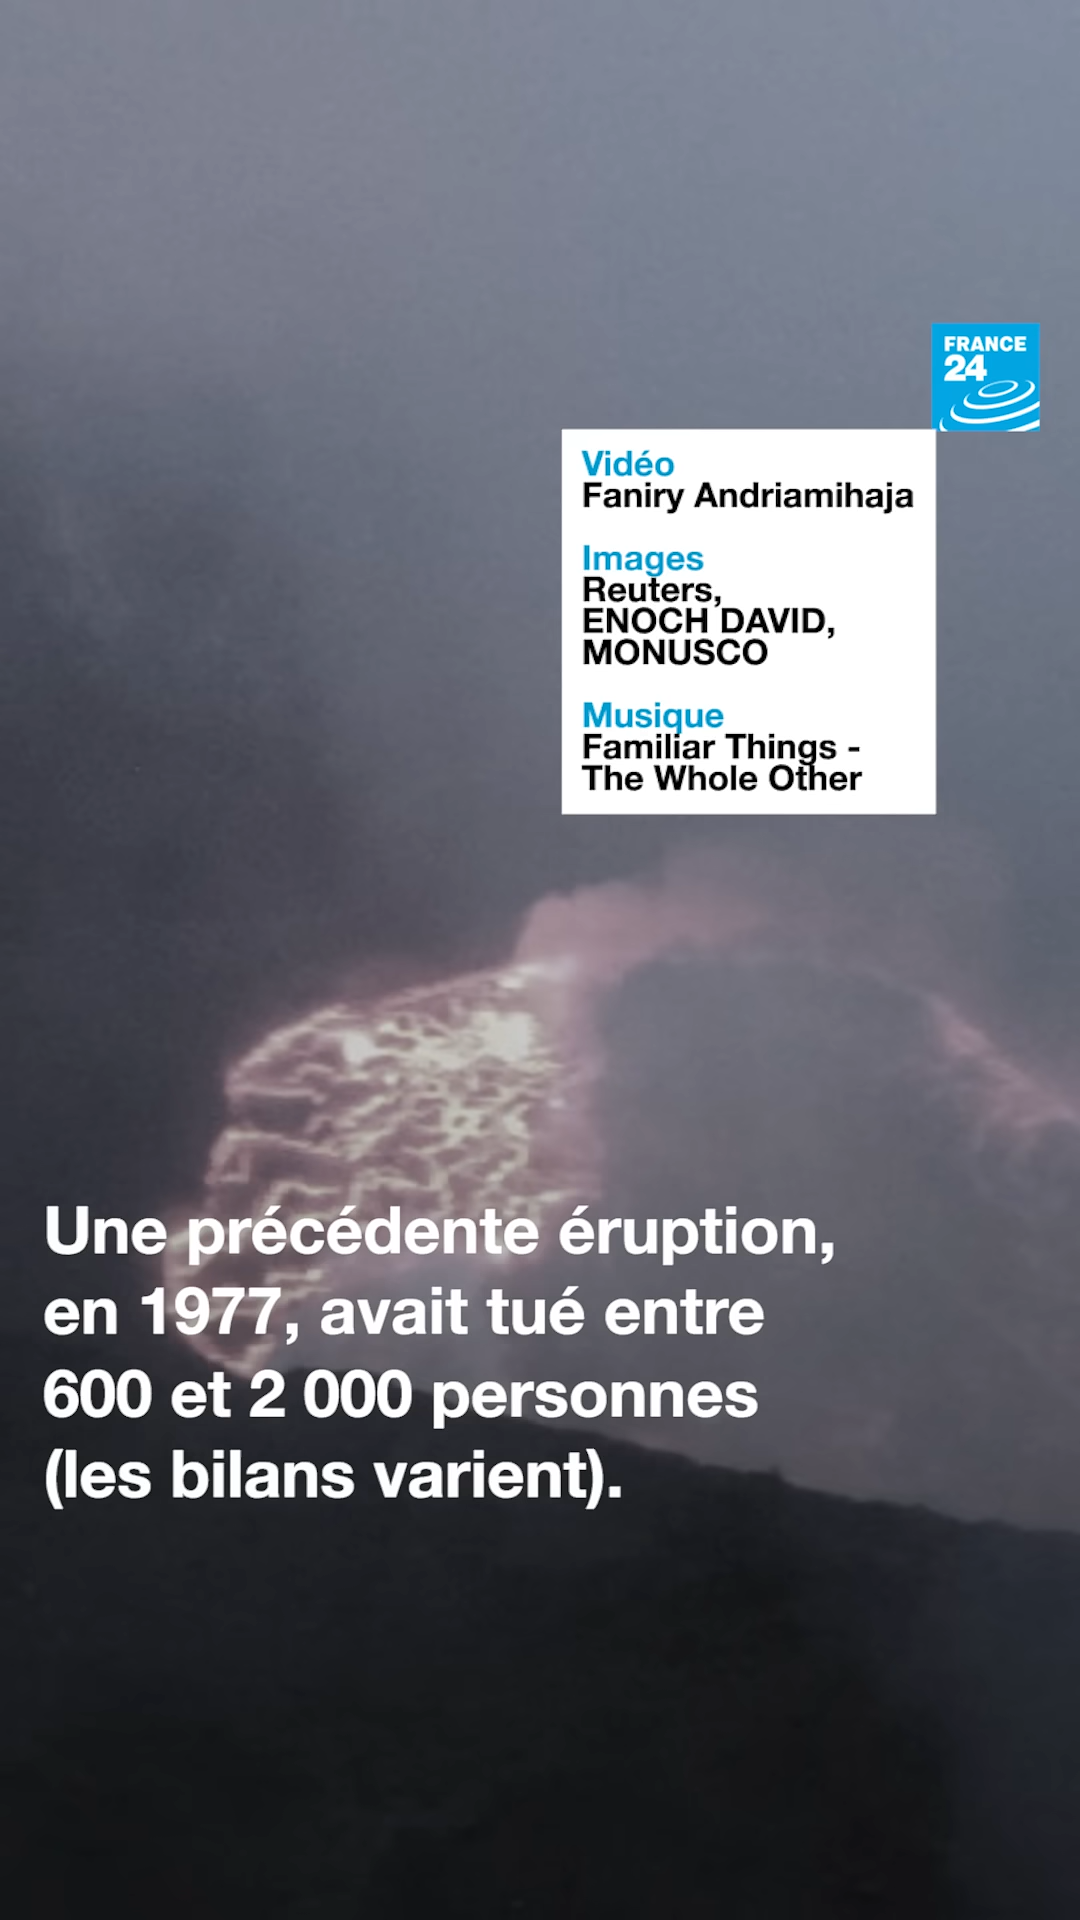 FRANCE
24
Vidéo
Faniry Andriamihaja
Images
Reuters,
ENOCH DAVID,
MONUSCO
Musique
Familiar Things -
The Whole Other
Une précédente éruption,
en 1977, avait tué entre
600 et 2 000 personnes
(les bilans varient).